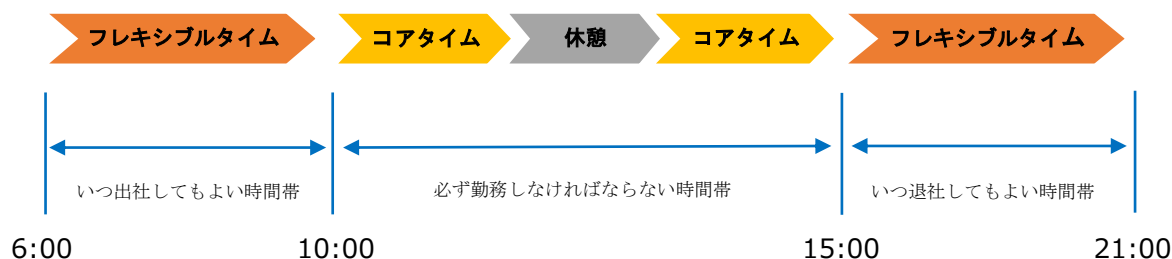 フレキシブルタイム
コアタイム
休憩
コアタイム
フレキシブルタイム
いつ出社してもよい時間帯
必ず勤務しなければならない時間帯
いつ退社してもよい時間帯
6:00
10:00
15:00
21:00